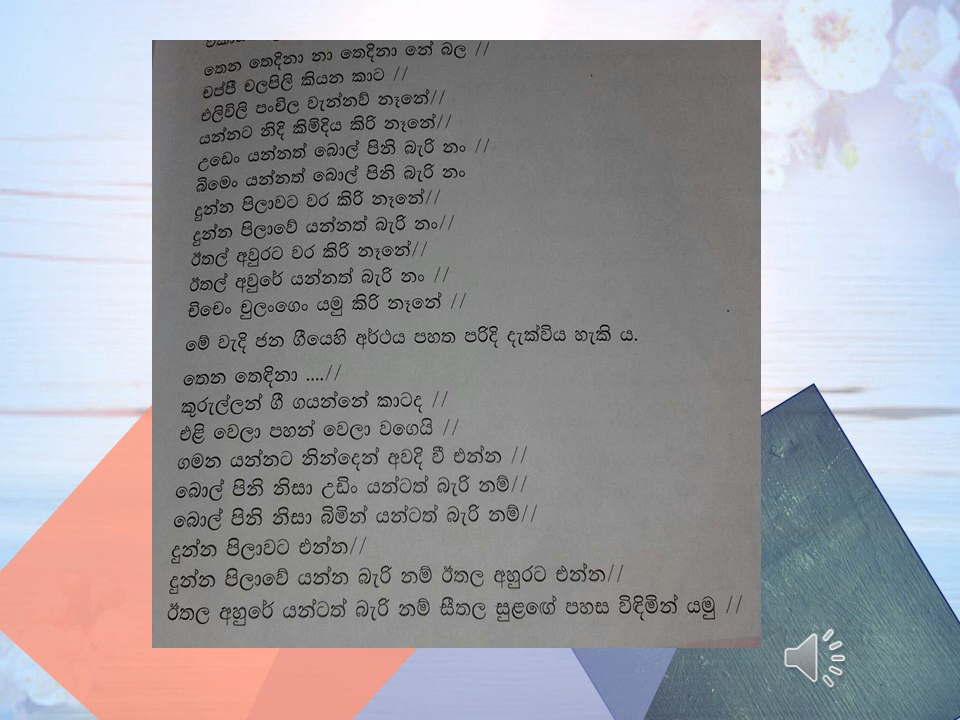 තෙන තෙදිනා නා තෙදිනා නේ බල //
චප්පී චලපිලි කියන කාට //
එලිවිලි පංචිල වැන්නව් නෑනේ//
යන්නට නිදි කිමිදිය කිරි නෑනේ//
උඩෙං යන්නත් බොල් පිනි බැරි නං //
බිමෙං යන්නත් බොල් පිනි බැරි නං
දුන්න පිලාවට වර කිරි නෑනේ//
දුන්න පිලාවේ යන්නත් බැරි නං//
ඊතල් අවුරට වර කිරි නෑනේ//
ඊතල් අවුරේ යන්නත් බැරි නං //
චිචෙං චුලංගෙං යමු කිරි නෑනේ //
මේ වැදි ජන ගීයෙහි අර්ථය පහත පරිදි දැක්විය හැකි ය.
තෙන තෙඳිනා ....//
කුරුල්ලන් ගී ගයන්නේ කාටද //
එළි වෙලා පහන් වෙලා වගෙයි //
ගමන යන්නට නින්දෙන් අවදි වී එන්න //
බොල් පිනි නිසා උඩිං යන්ටත් බැරි නම්//
බොල් පිනි නිසා බිමින් යන්ටත් බැරි නම්//
දුන්න පිලාවට එන්න//
දුන්න පිලාවේ යන්න බැරි නම් ඊතල අහුරට එන්න//
ඊතල අහුරේ යන්ටත් බැරි නම් සීතල සුළඟේ පහස විඳිමින් යමු //